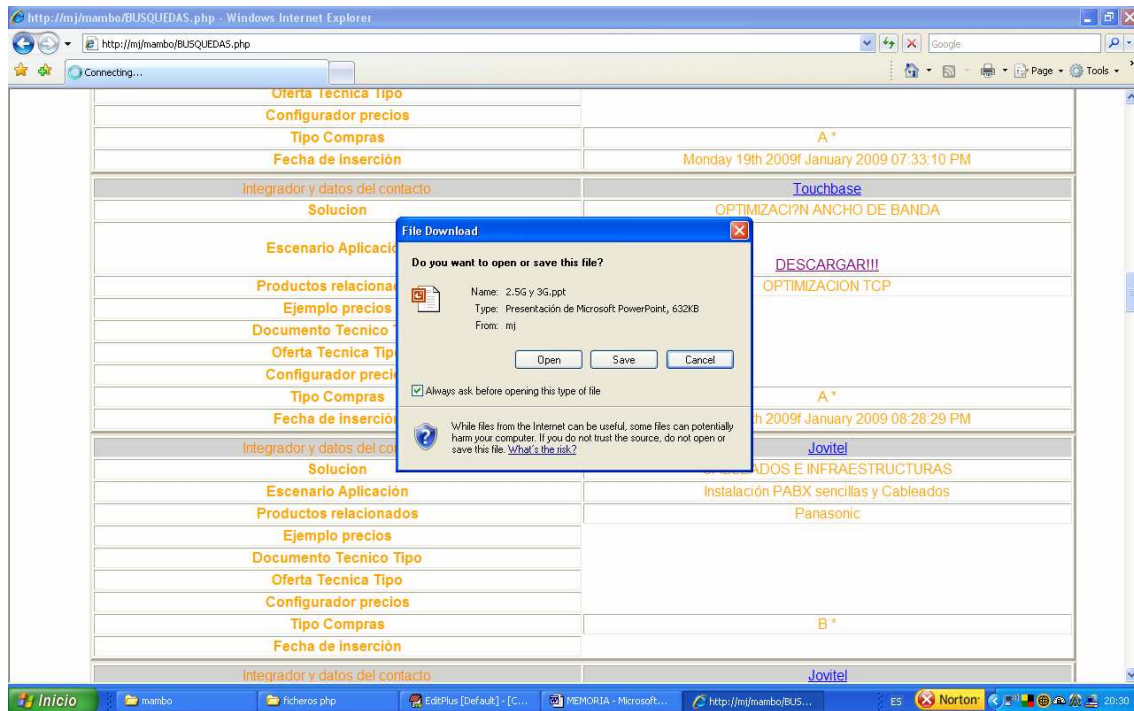 http://mj/mambo/BUSQUEDAS.php - Windows Internet Explorer
http://mj/mambo/BUSQUEDAS.php
Google
Connecting...
Page
Tools
Oferta Tecnica Tipo
Configurador precios
Tipo Compras A *
Fecha de inserción Monday 19th 2009f January 2009 07:33:10 PM
Integrador y datos del contacto Touchbase
Solucion OPTIMIZACI?N ANCHO DE BANDA
Escenario Aplicació
DESCARGAR!!!
Productos relaciona OPTIMIZACION TCP
Ejemplo precios
Documento Tecnico
Oferta Tecnica Tip
Configurador preci
Tipo Compras A *
Fecha de inserció h 2009f January 2009 08:28:29 PM
Integrador y datos del co Jovitel
Solucion ADOS E INFRAESTRUCTURAS
Escenario Aplicación Instalación PABX sencillas y Cableados
Productos relacionados Panasonic
Ejemplo precios
Documento Tecnico Tipo
Oferta Tecnica Tipo
Configurador precios
Tipo Compras B *
Fecha de inserción
Integrador y datos del contacto Jovitel
File Download
Do you want to open or save this file?
Name: 2.5G y 3G.ppt
Type: Presentación de Microsoft PowerPoint, 632KB
From: mj
Open Save Cancel
Always ask before opening this type of file
While files from the Internet can be useful, some files can potentially
harm your computer. If you do not trust the source, do not open or
save this file. What's the risk?
Inicio mambo ficheros php EditPlus [Default] - [C... MEMORIA - Microsoft... http://mj/mambo/BUS... ES Norton 20:30